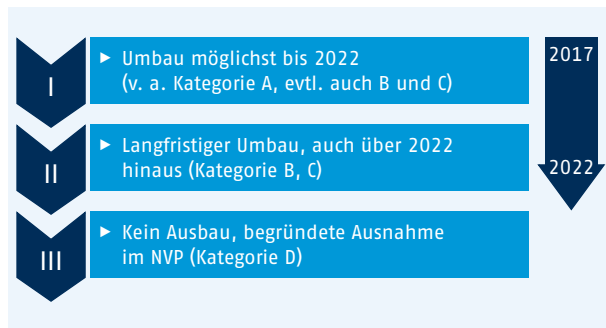 I
► Umbau möglichst bis 2022
(v. a. Kategorie A, evtl. auch B und C)
II
► Langfristiger Umbau, auch über 2022
hinaus (Kategorie B, C)
III
► Kein Ausbau, begründete Ausnahme
im NVP (Kategorie D)
2017
2022